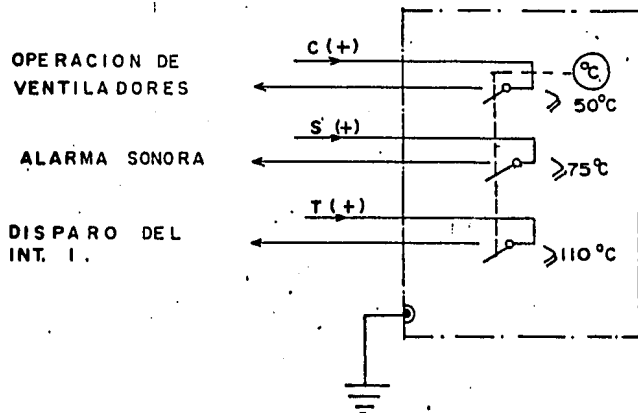 C (+)
°C
OPERACION DE
VENTILADORES
≥ 50°C
S (+)
ALARMA SONORA
≥75°C
T (+)
DISPARO DEL
INT. I.
≥110°C